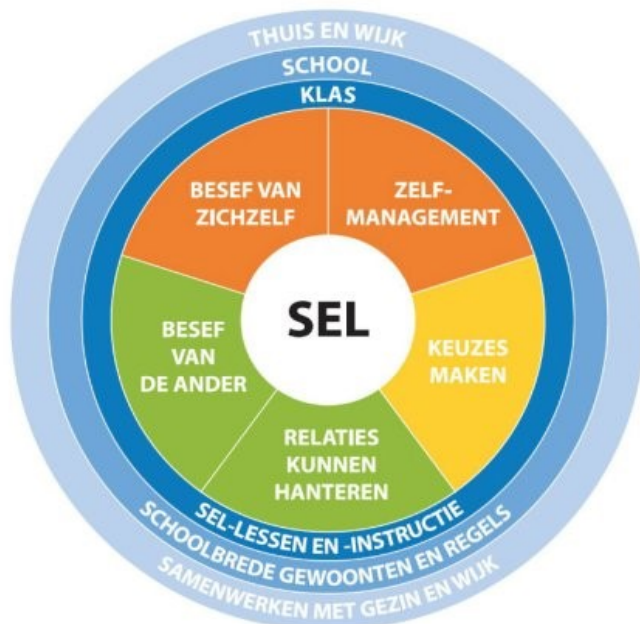 THUIS EN WIJK
SCHOOL
KLAS
BESEF VAN
ZICHZELF
ZELF-
MANAGEMENT
SEL
BESEF
VAN
DE ANDER
KEUZES
MAKEN
RELATIES
KUNNEN
HANTEREN
SEL-LESSEN EN -INSTRUCTIE
SCHOOLBREDE GEWOONTEN EN REGELS
SAMENWERKEN MET GEZIN EN WIJK